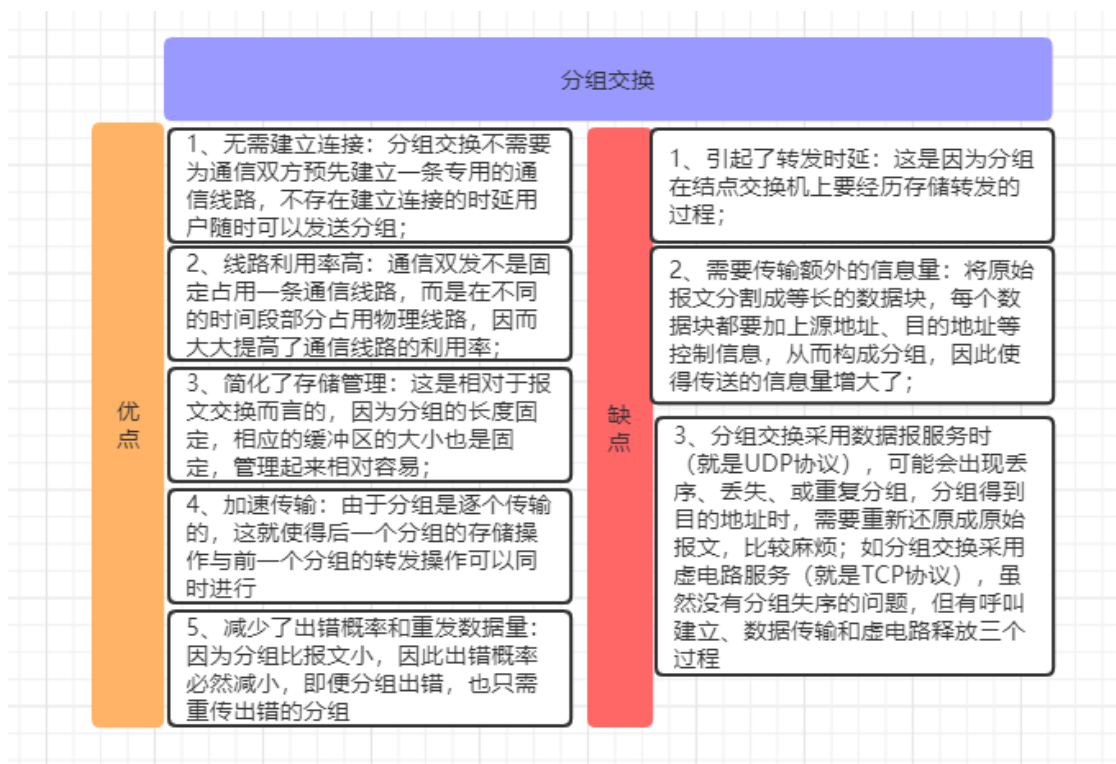 分组交换
优
点
1、无需建立连接：分组交换不需要
为通信双方预先建立一条专用的通
信线路，不存在建立连接的时延用
户随时可以发送分组；
2、线路利用率高：通信双发不是固
定占用一条通信线路，而是在不同
的时间段部分占用物理线路，因而
大大提高了通信线路的利用率；
3、简化了存储管理：这是相对于报
文交换而言的，因为分组的长度固
定，相应的缓冲区的大小也是固
定，管理起来相对容易；
4、加速传输：由于分组是逐个传输
的，这就使得后一个分组的存储操
作与前一个分组的转发操作可以同
时进行
5、减少了出错概率和重发数据量：
因为分组比报文小，因此出错概率
必然减小，即便分组出错，也只需
重传出错的分组
缺
点
1、引起了转发时延：这是因为分组
在结点交换机上要经历存储转发的
过程；
2、需要传输额外的信息量：将原始
报文分割成等长的数据块，每个数
据块都要加上源地址、目的地址等
控制信息，从而构成分组，因此使
得传送的信息量增大了；
3、分组交换采用数据报服务时
（就是UDP协议），可能会出现丢
序、丢失、或重复分组，分组得到
目的地址时，需要重新还原成原始
报文，比较麻烦；如分组交换采用
虚电路服务（就是TCP协议），虽
然没有分组失序的问题，但有呼叫
建立、数据传输和虚电路释放三个
过程